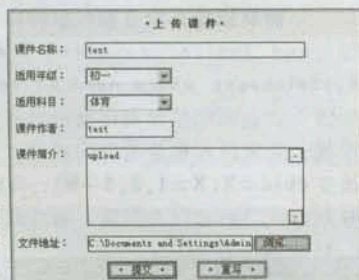 ·上传课件·
课件名称： test
适用年级： 初一
适用科目： 体育
课件作者： test
课件简介： upload
文件地址： C:\Documents and Settings\Admin 浏览...
·提交· ·重写·